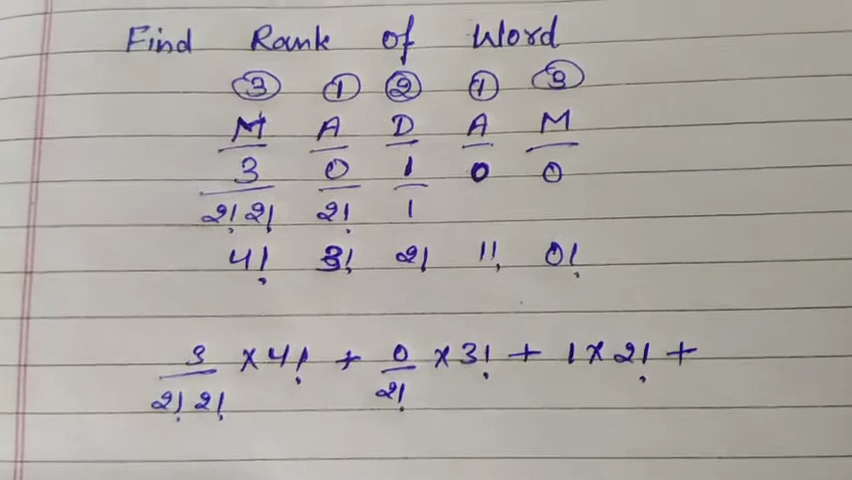 Find Rank of Word
3 1 2 1 3
M A D A M
3 0 1 0 0
2! 2! 2! 1
4! 3! 2! 1! 0!
3/2! 2! × 4! + 0/2! × 3! + 1 × 2! +